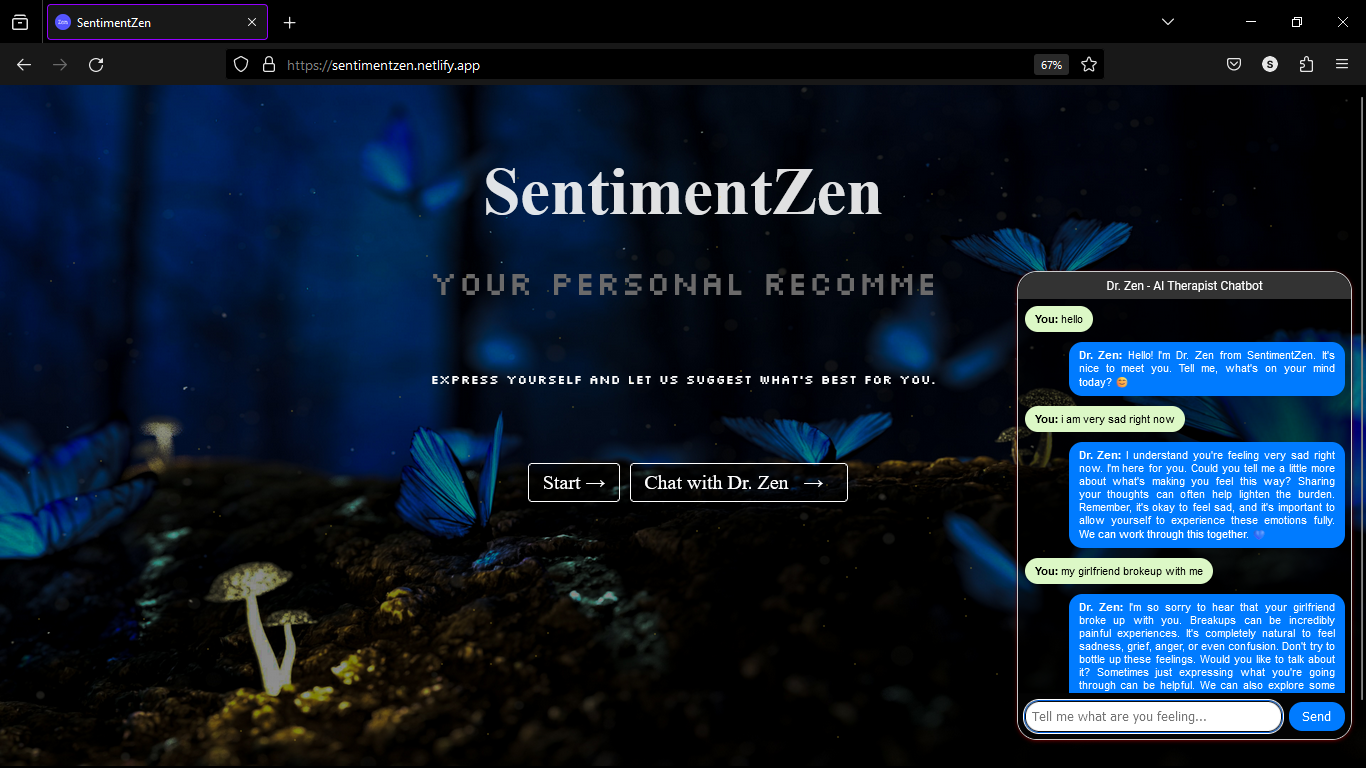 SentimentZen
https://sentimentzen.netlify.app
67%
S
SentimentZen
YOUR PERSONAL RECOMME
EXPRESS YOURSELF AND LET US SUGGEST WHAT'S BEST FOR YOU.
Start →
Chat with Dr. Zen →
Dr. Zen - AI Therapist Chatbot
You: hello
Dr. Zen: Hello! I'm Dr. Zen from SentimentZen. It's
nice to meet you. Tell me, what's on your mind
today? 😊
You: i am very sad right now
Dr. Zen: I understand you're feeling very sad right
now. I'm here for you. Could you tell me a little more
about what's making you feel this way? Sharing
your thoughts can often help lighten the burden.
Remember, it's okay to feel sad, and it's important to
allow yourself to experience these emotions fully.
We can work through this together. 💙
You: my girlfriend brokeup with me
Dr. Zen: I'm so sorry to hear that your girlfriend
broke up with you. Breakups can be incredibly
painful experiences. It's completely natural to feel
sadness, grief, anger, or even confusion. Don't try to
bottle up these feelings. Would you like to talk about
it? Sometimes just expressing what you're going
through can be helpful. We can also explore some
Tell me what are you feeling...
Send